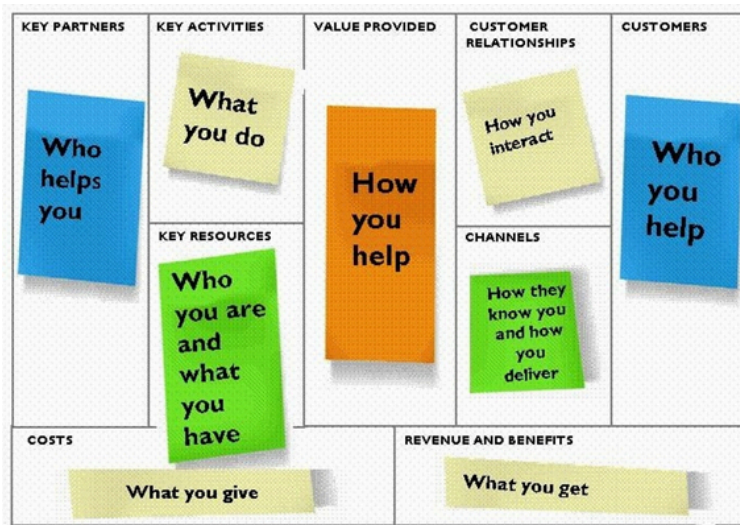 KEY PARTNERS
Who
helps
you
KEY ACTIVITIES
What
you do
KEY RESOURCES
Who
you are
and
what
you
have
VALUE PROVIDED
How
you
help
CUSTOMER
RELATIONSHIPS
How you
interact
CHANNELS
How they
know you
and how
you
deliver
CUSTOMERS
Who
you
help
COSTS
What you give
REVENUE AND BENEFITS
What you get